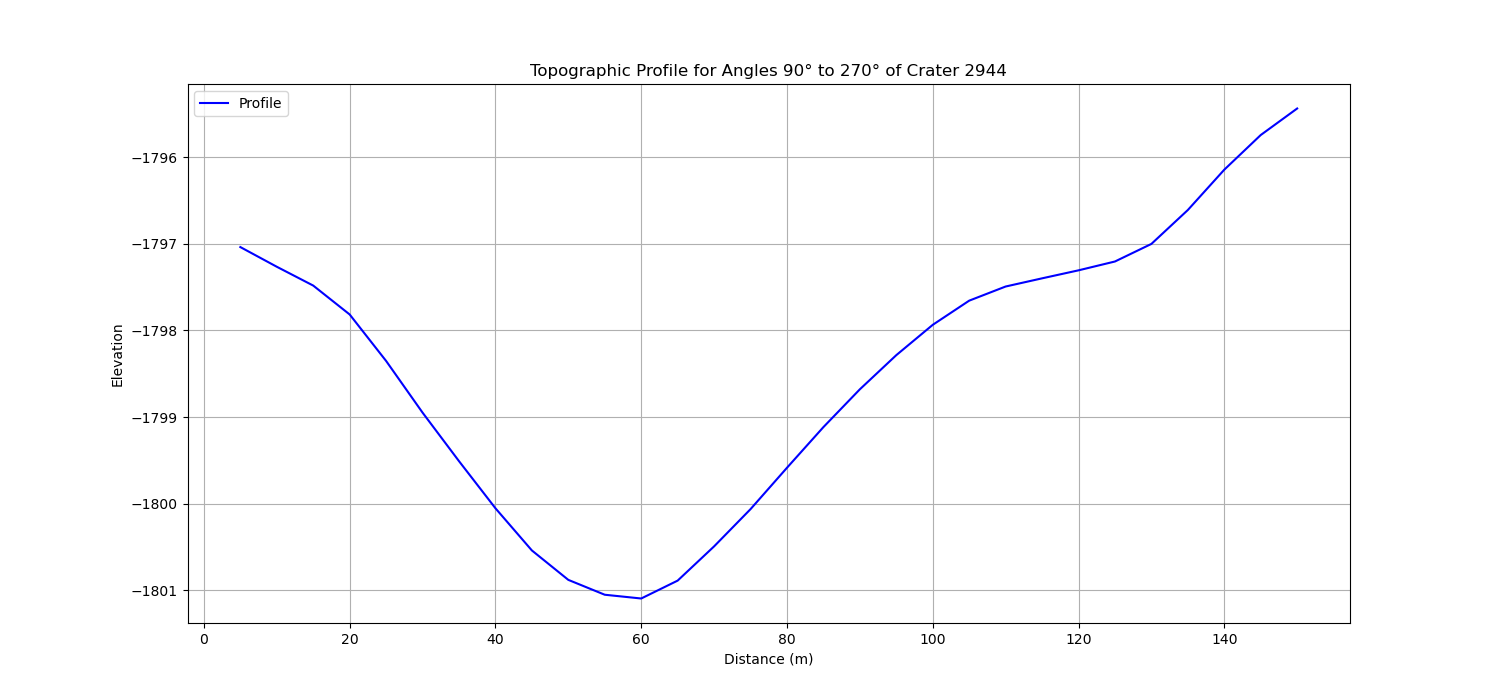 Topographic Profile for Angles 90° to 270° of Crater 2944
Profile
−1796
−1797
−1798
−1799
−1800
−1801
Elevation
0 20 40 60 80 100 120 140
Distance (m)